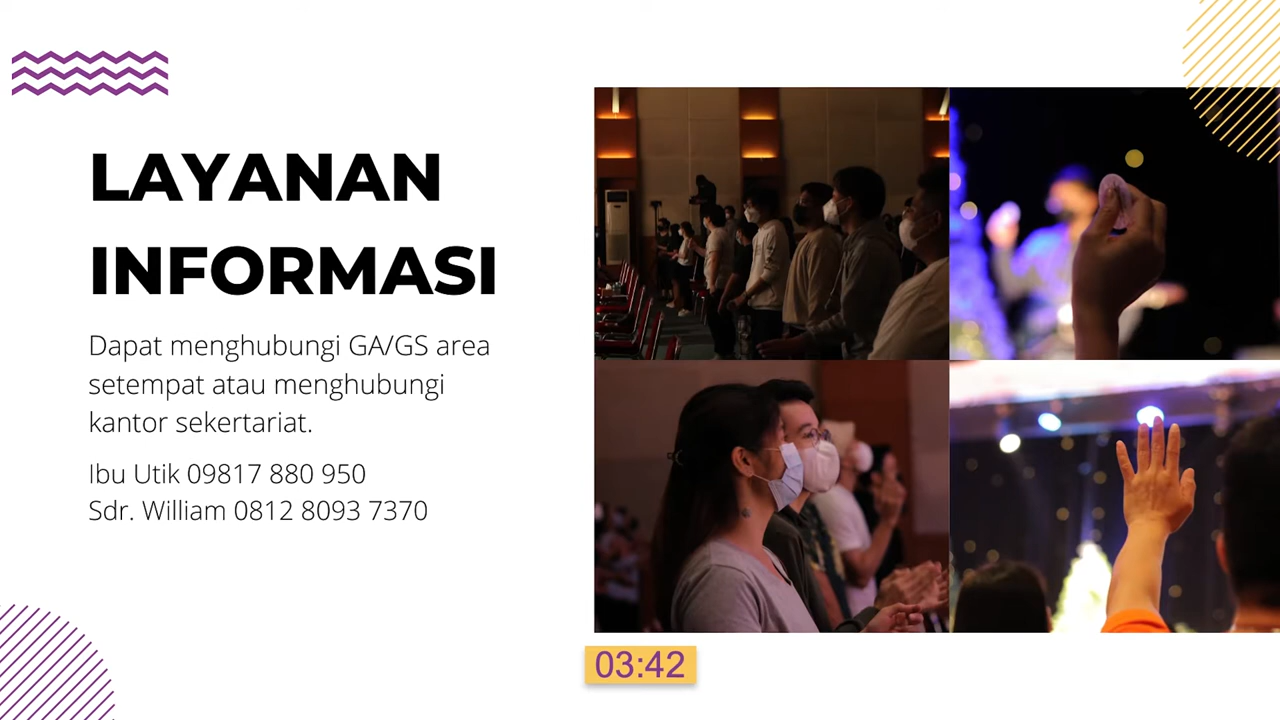 LAYANAN
INFORMASI
Dapat menghubungi GA/GS area
setempat atau menghubungi
kantor sekertariat.
Ibu Utik 09817 880 950
Sdr. William 0812 8093 7370
03:42